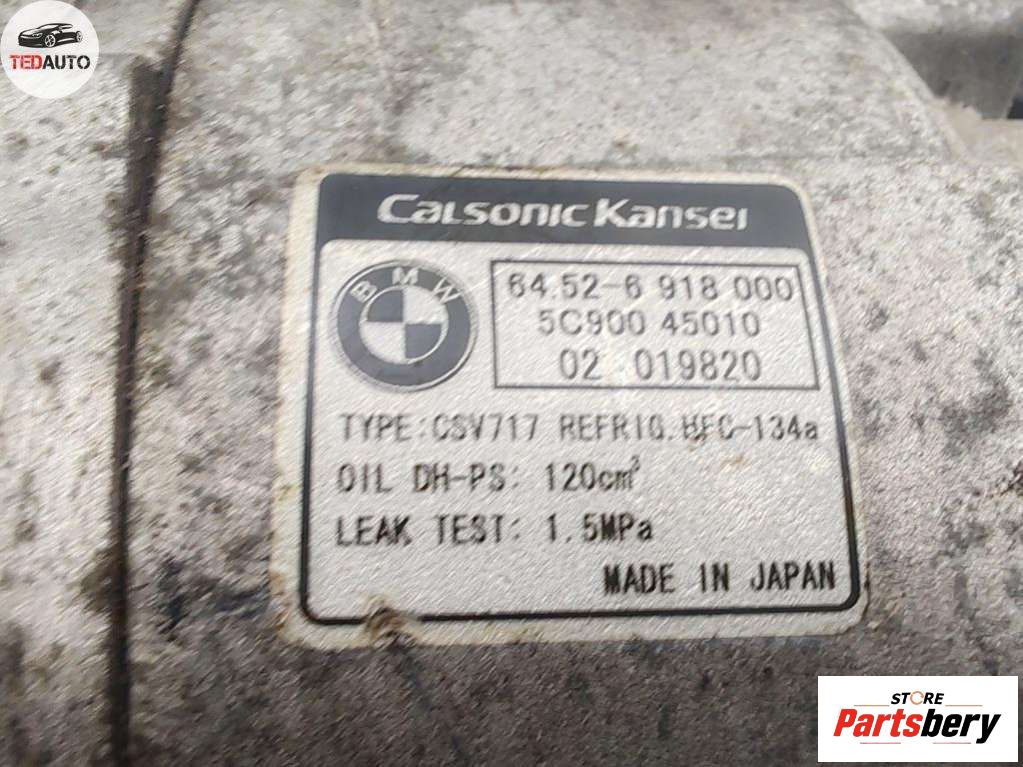 TEDAUTO
Calsonic Kansei
BMW
64.52-6 918 000
5C900 45010
02 019820
TYPE:CSV717 REFRIG.HFC-134a
OIL DH-PS: 120cm³
LEAK TEST: 1.5MPa
MADE IN JAPAN
STORE
Partsbery